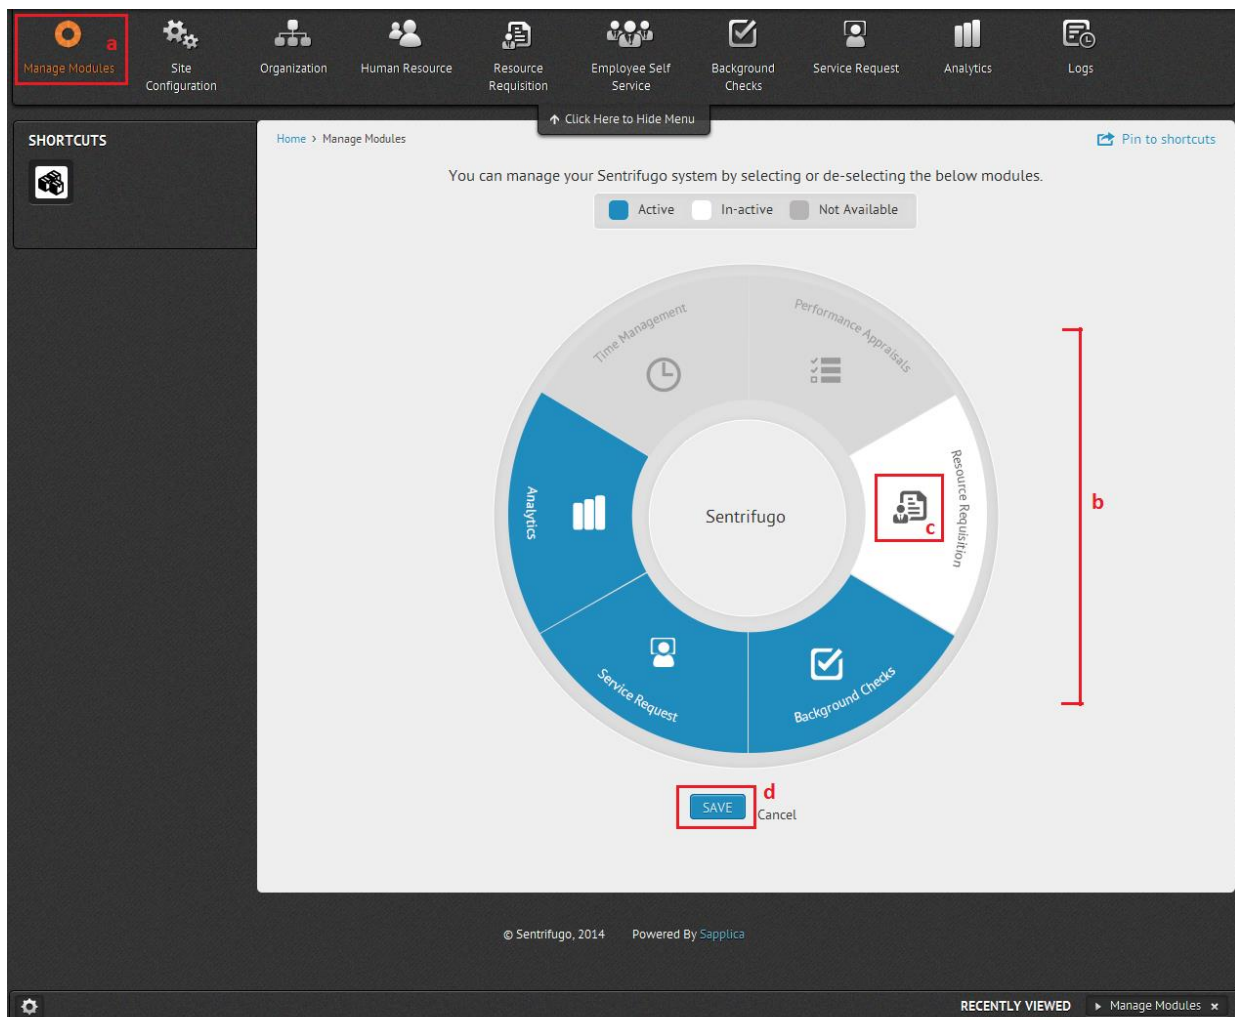 a
Manage Modules
Site
Configuration
Organization
Human Resource
Resource
Requisition
Employee Self
Service
Background
Checks
Service Request
Analytics
Logs
Click Here to Hide Menu
SHORTCUTS
Home > Manage Modules
Pin to shortcuts
You can manage your Sentrifugo system by selecting or de-selecting the below modules.
Active
In-active
Not Available
Time Management
Performance Appraisals
Analytics
Sentrifugo
c
Resource Requisition
b
Service Request
Background Checks
SAVE
d
Cancel
© Sentrifugo, 2014
Powered By Sapplica
RECENTLY VIEWED
Manage Modules x